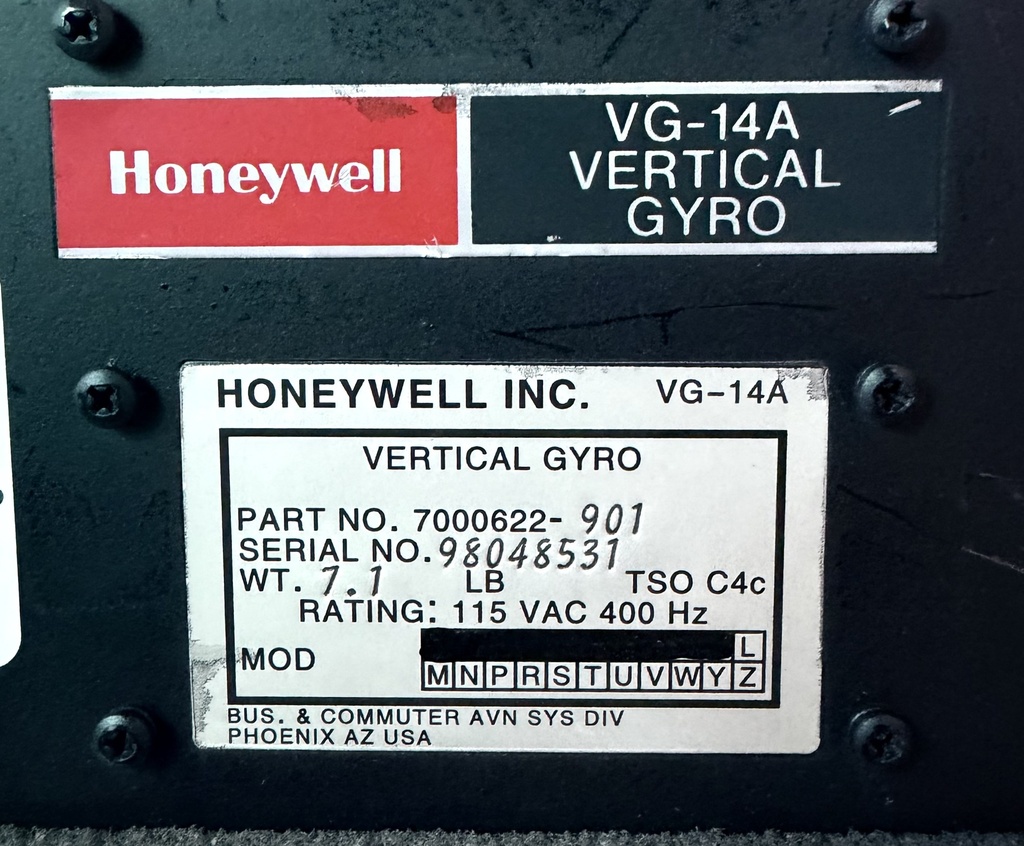 Honeywell
VG-14A
VERTICAL
GYRO
HONEYWELL INC. VG-14A
VERTICAL GYRO
PART NO. 7000622-901
SERIAL NO. 98048531
WT. 7.1 LB TSO C4c
RATING: 115 VAC 400 Hz
MOD
L
M N P R S T U V W Y Z
BUS. & COMMUTER AVN SYS DIV
PHOENIX AZ USA